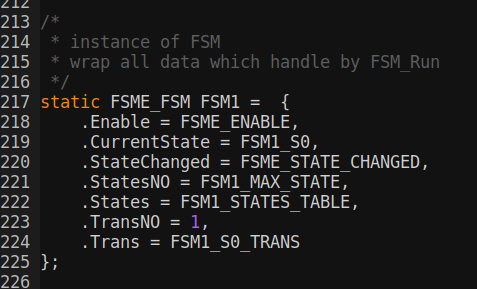 212
213 /*
214  * instance of FSM
215  * wrap all data which handle by FSM_Run
216  */
217 static FSME_FSM FSM1 =  {
218     .Enable = FSME_ENABLE,
219     .CurrentState = FSM1_S0,
220     .StateChanged = FSME_STATE_CHANGED,
221     .StatesNO = FSM1_MAX_STATE,
222     .States = FSM1_STATES_TABLE,
223     .TransNO = 1,
224     .Trans = FSM1_S0_TRANS
225 };
226